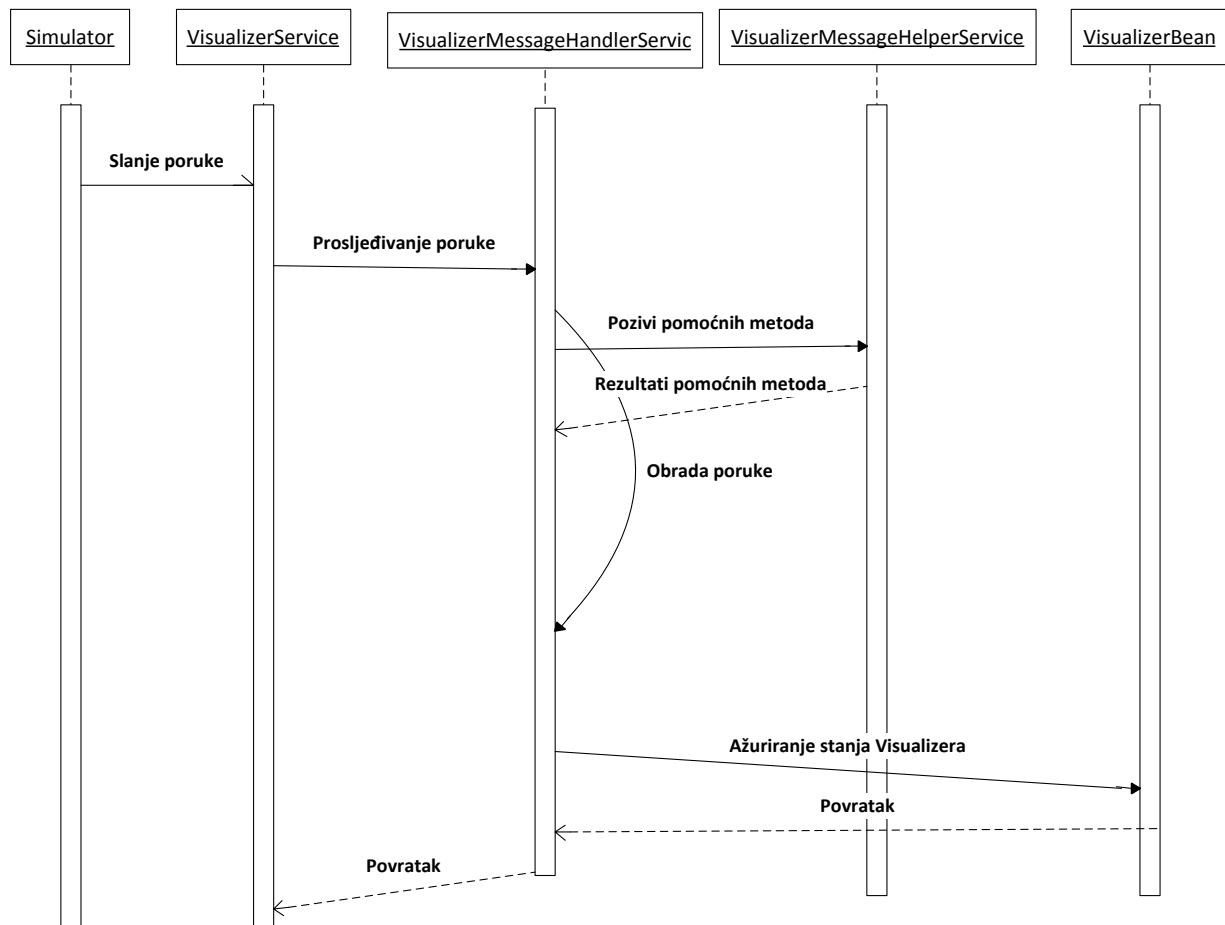 Simulator
VisualizerService
VisualizerMessageHandlerServic
VisualizerMessageHelperService
VisualizerBean
Slanje poruke
Prosljeđivanje poruke
Pozivi pomoćnih metoda
Rezultati pomoćnih metoda
Obrada poruke
Ažuriranje stanja Visualizera
Povratak
Povratak